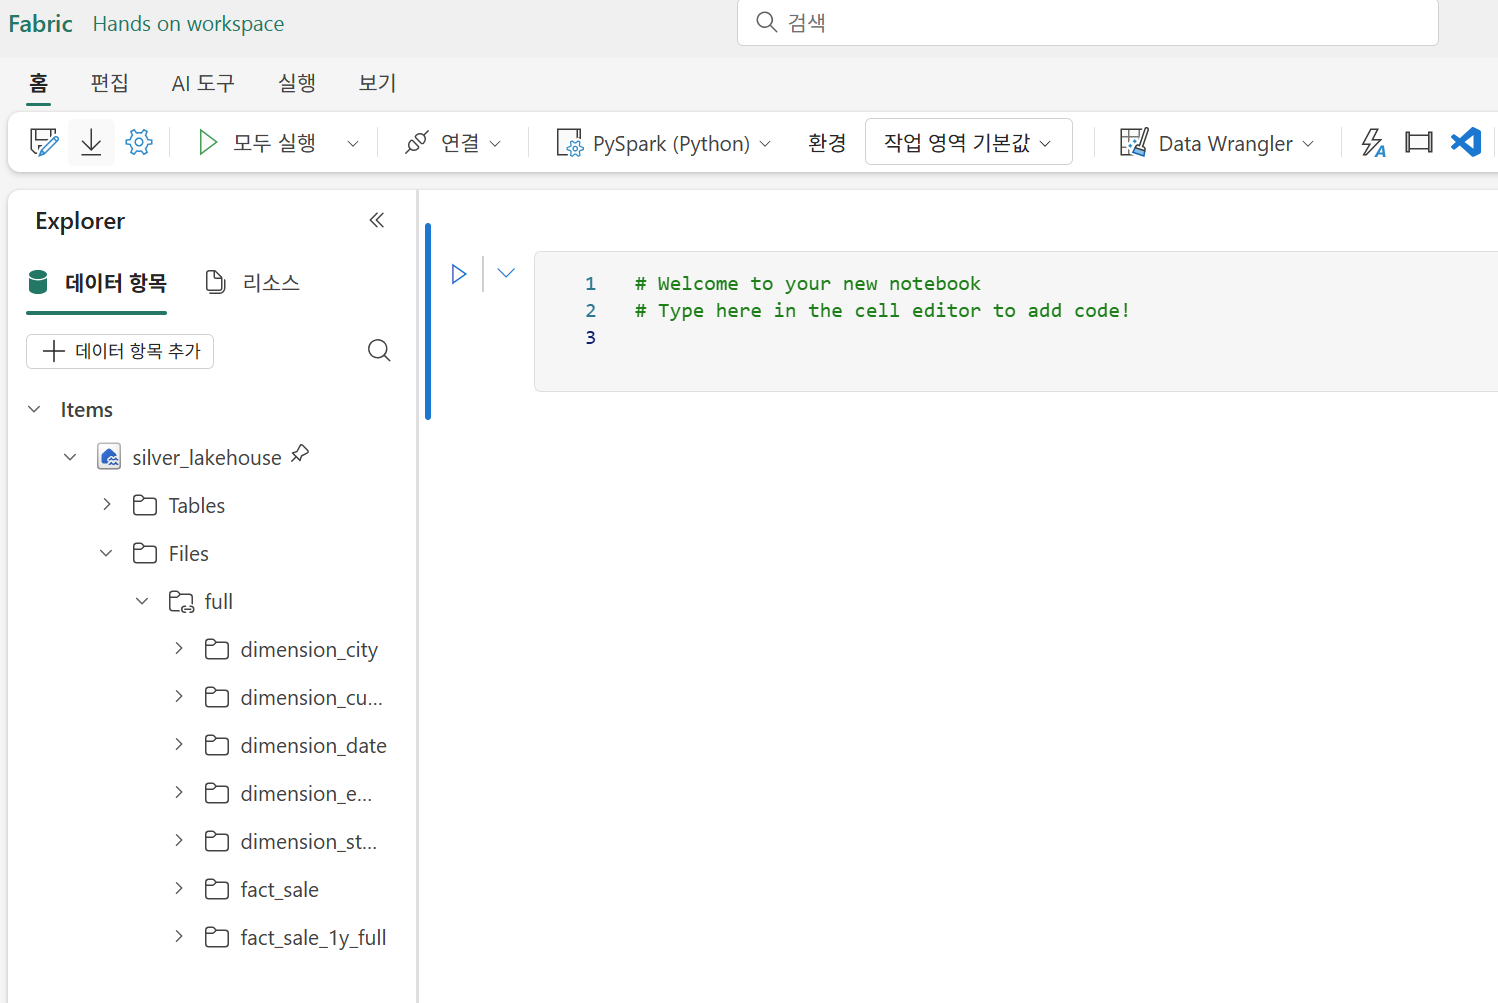 Fabric Hands on workspace 검색
홈 편집 AI 도구 실행 보기
모두 실행 연결 PySpark (Python) 환경 작업 영역 기본값 Data Wrangler
Explorer
데이터 항목 리소스
데이터 항목 추가
Items
silver_lakehouse
Tables
Files
full
dimension_city
dimension_cu...
dimension_date
dimension_e...
dimension_st...
fact_sale
fact_sale_1y_full
1 # Welcome to your new notebook
2 # Type here in the cell editor to add code!
3